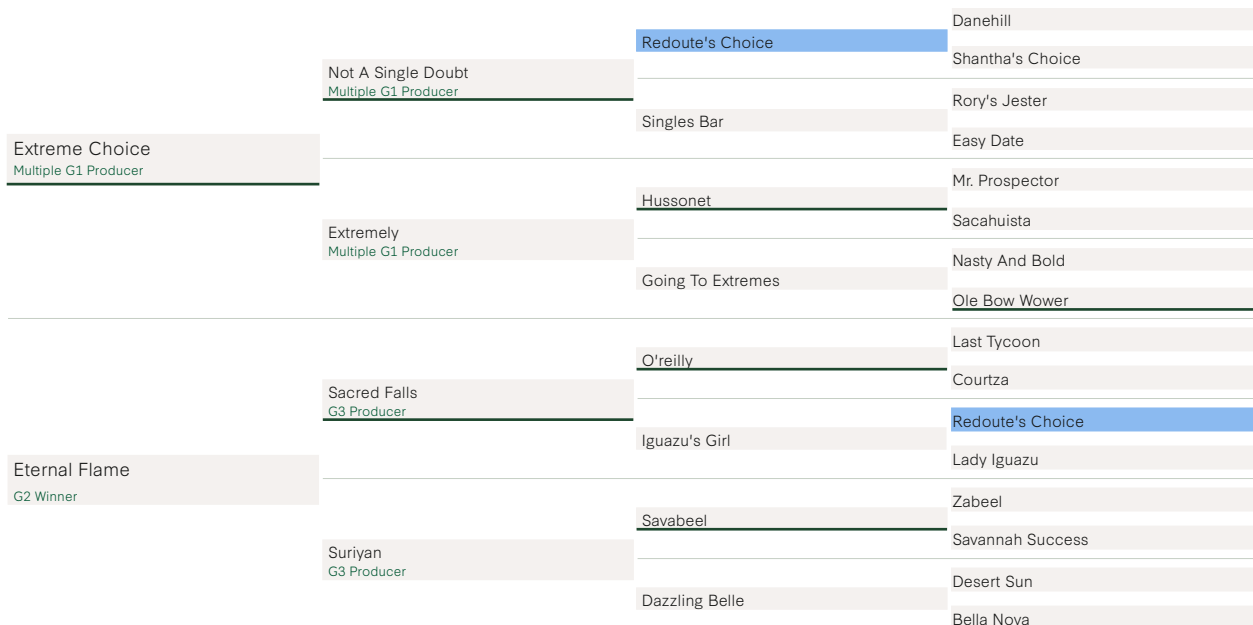 Extreme Choice
Multiple G1 Producer
Eternal Flame
G2 Winner
Not A Single Doubt
Multiple G1 Producer
Extremely
Multiple G1 Producer
Sacred Falls
G3 Producer
Suriyan
G3 Producer
Redoute's Choice
Singles Bar
Hussonet
Going To Extremes
O'reilly
Iguazu's Girl
Savabeel
Dazzling Belle
Danehill
Shantha's Choice
Rory's Jester
Easy Date
Mr. Prospector
Sacahuista
Nasty And Bold
Ole Bow Wower
Last Tycoon
Courtza
Redoute's Choice
Lady Iguazu
Zabeel
Savannah Success
Desert Sun
Bella Nova